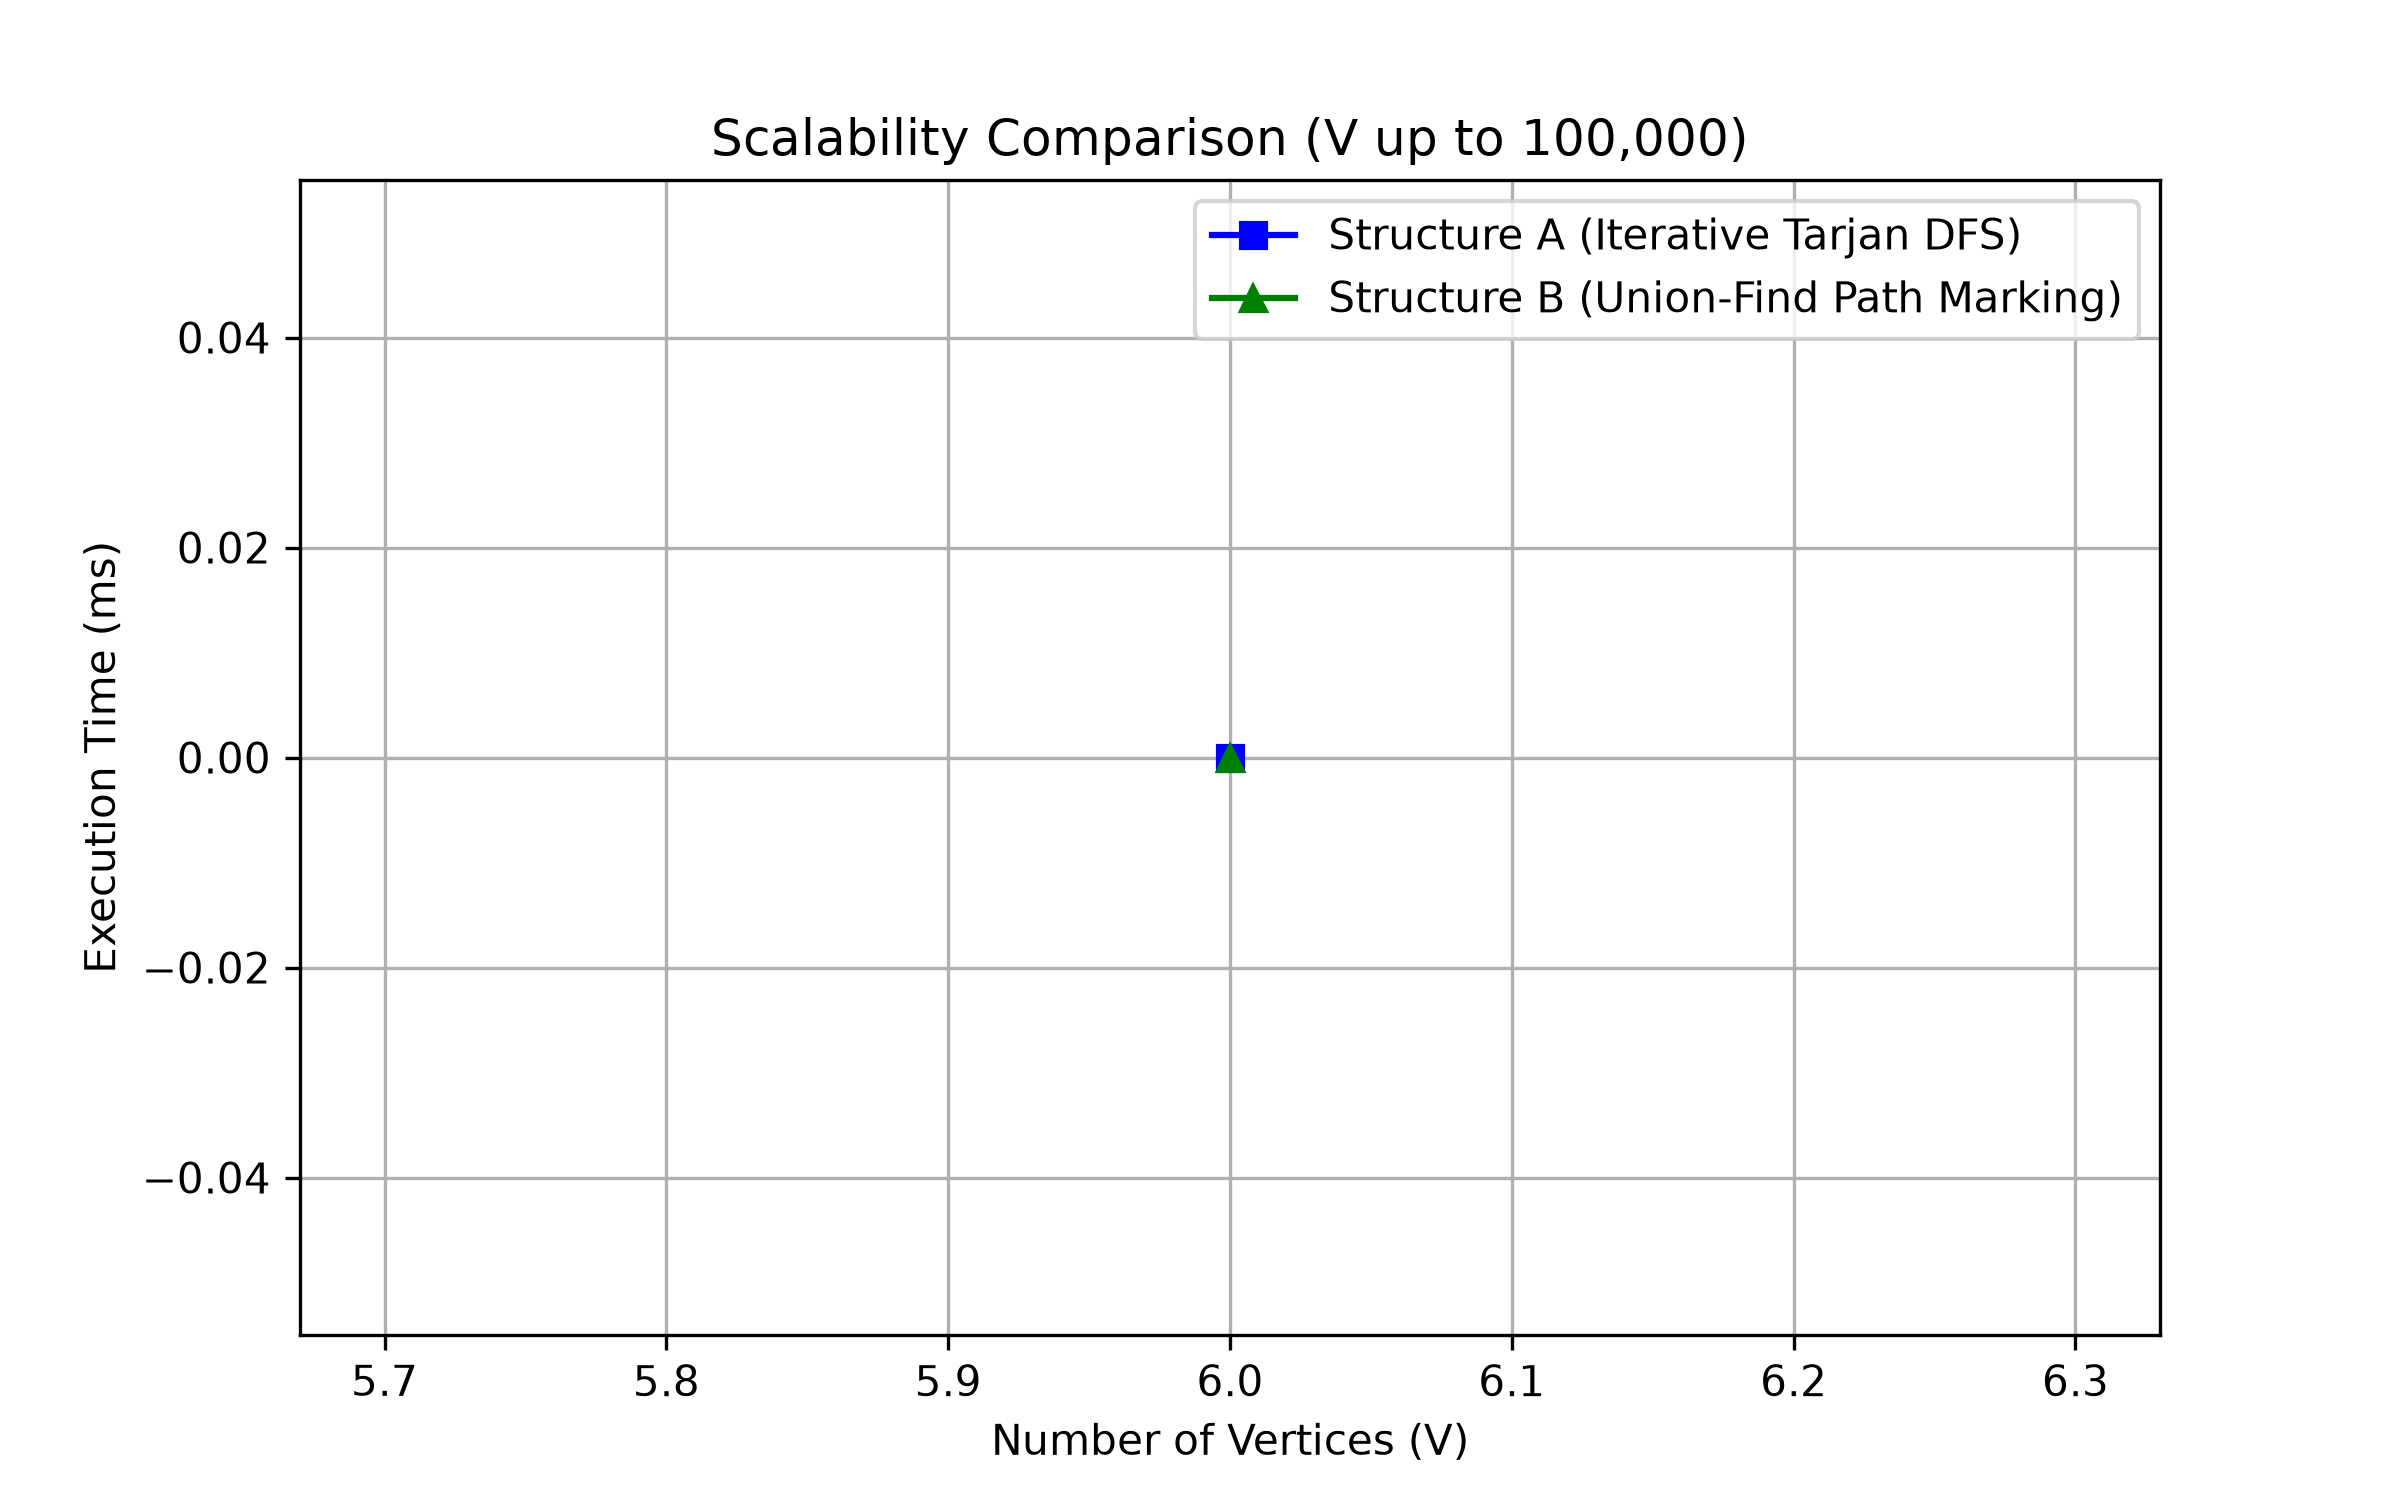 Scalability Comparison (V up to 100,000)
Structure A (Iterative Tarjan DFS)
Structure B (Union-Find Path Marking)
0.04
0.02
0.00
−0.02
−0.04
Execution Time (ms)
5.7 5.8 5.9 6.0 6.1 6.2 6.3
Number of Vertices (V)